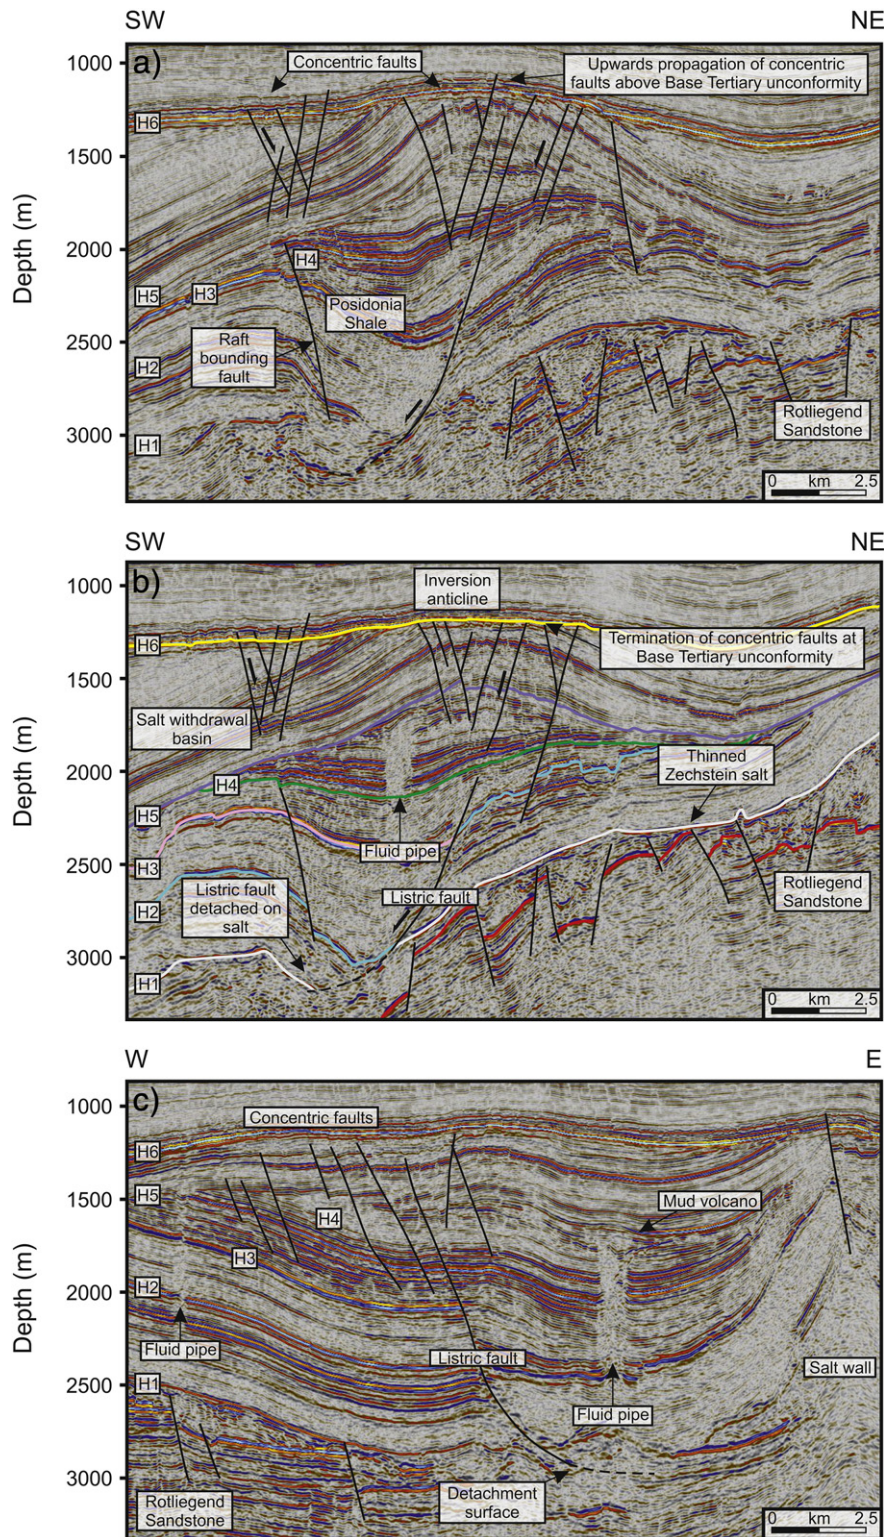 SW
NE
a)
1000
1500
2000
2500
3000
Depth (m)
Concentric faults
Upwards propagation of concentric
faults above Base Tertiary unconformity
H6
H4
H5
H3
Posidonia
Shale
Raft
bounding
fault
H2
H1
Rotliegend
Sandstone
0 km 2.5
SW
NE
b)
1000
1500
2000
2500
3000
Depth (m)
Inversion
anticline
H6
Termination of concentric faults at
Base Tertiary unconformity
Salt withdrawal
basin
Thinned
Zechstein salt
H4
H5
Fluid pipe
H3
Listric fault
detached on
salt
Listric fault
Rotliegend
Sandstone
H2
H1
0 km 2.5
W
E
c)
1000
1500
2000
2500
3000
Depth (m)
Concentric faults
H6
H5
Mud volcano
H4
H3
H2
Fluid pipe
Listric fault
Salt wall
H1
Fluid pipe
Detachment
surface
Rotliegend
Sandstone
0 km 2.5